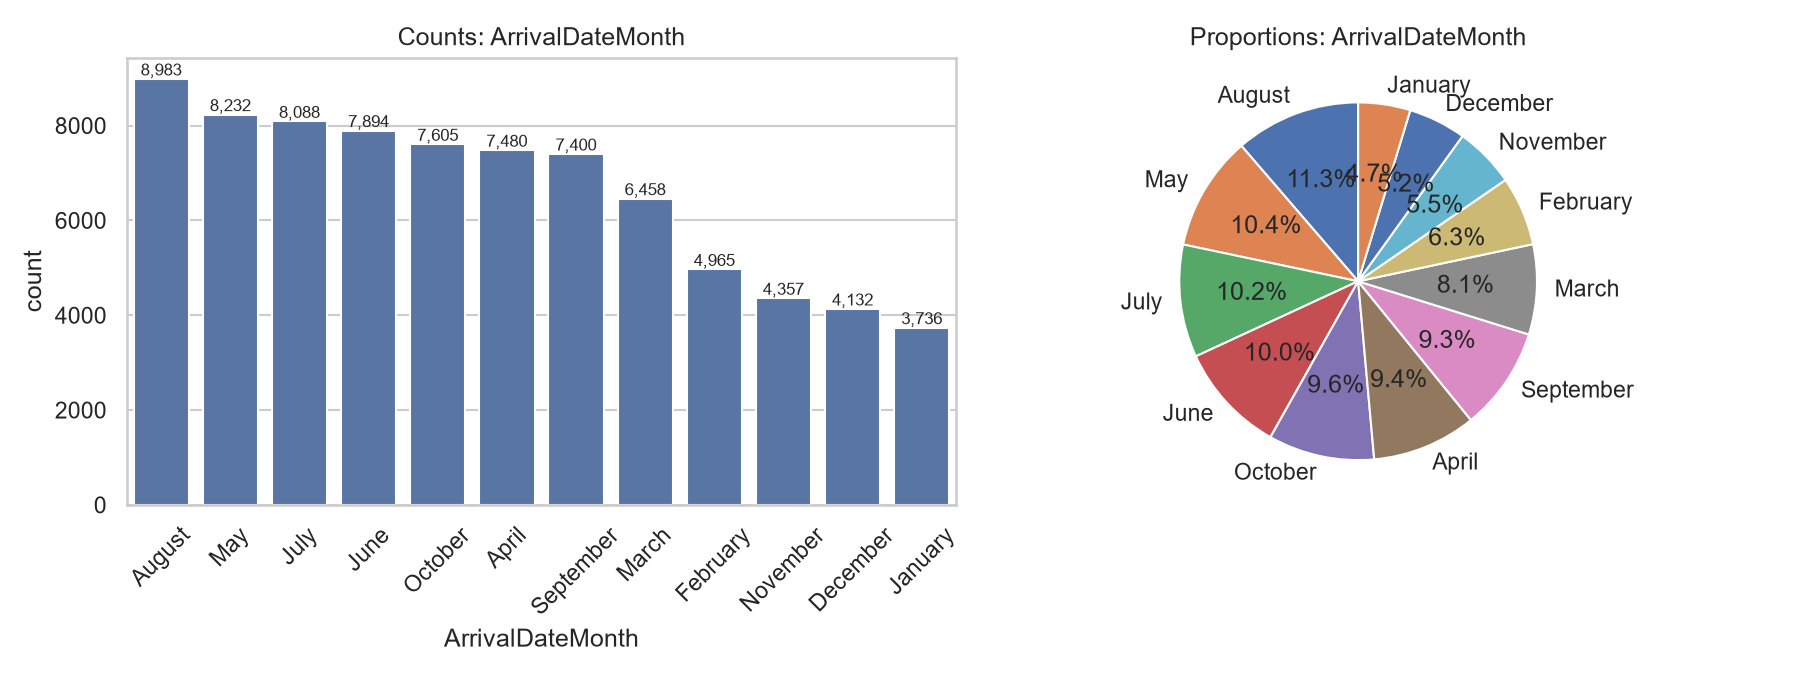 Counts: ArrivalDateMonth
8,983
8,232
8,088
7,894
7,605
7,480
7,400
6,458
4,965
4,357
4,132
3,736
8000
6000
4000
2000
0
count
August
May
July
June
October
April
September
March
February
November
December
January
ArrivalDateMonth
Proportions: ArrivalDateMonth
August
May
July
June
October
April
September
March
February
November
December
January
11.3%
10.4%
10.2%
10.0%
9.6%
9.4%
9.3%
8.1%
6.3%
5.5%
5.2%
4.7%